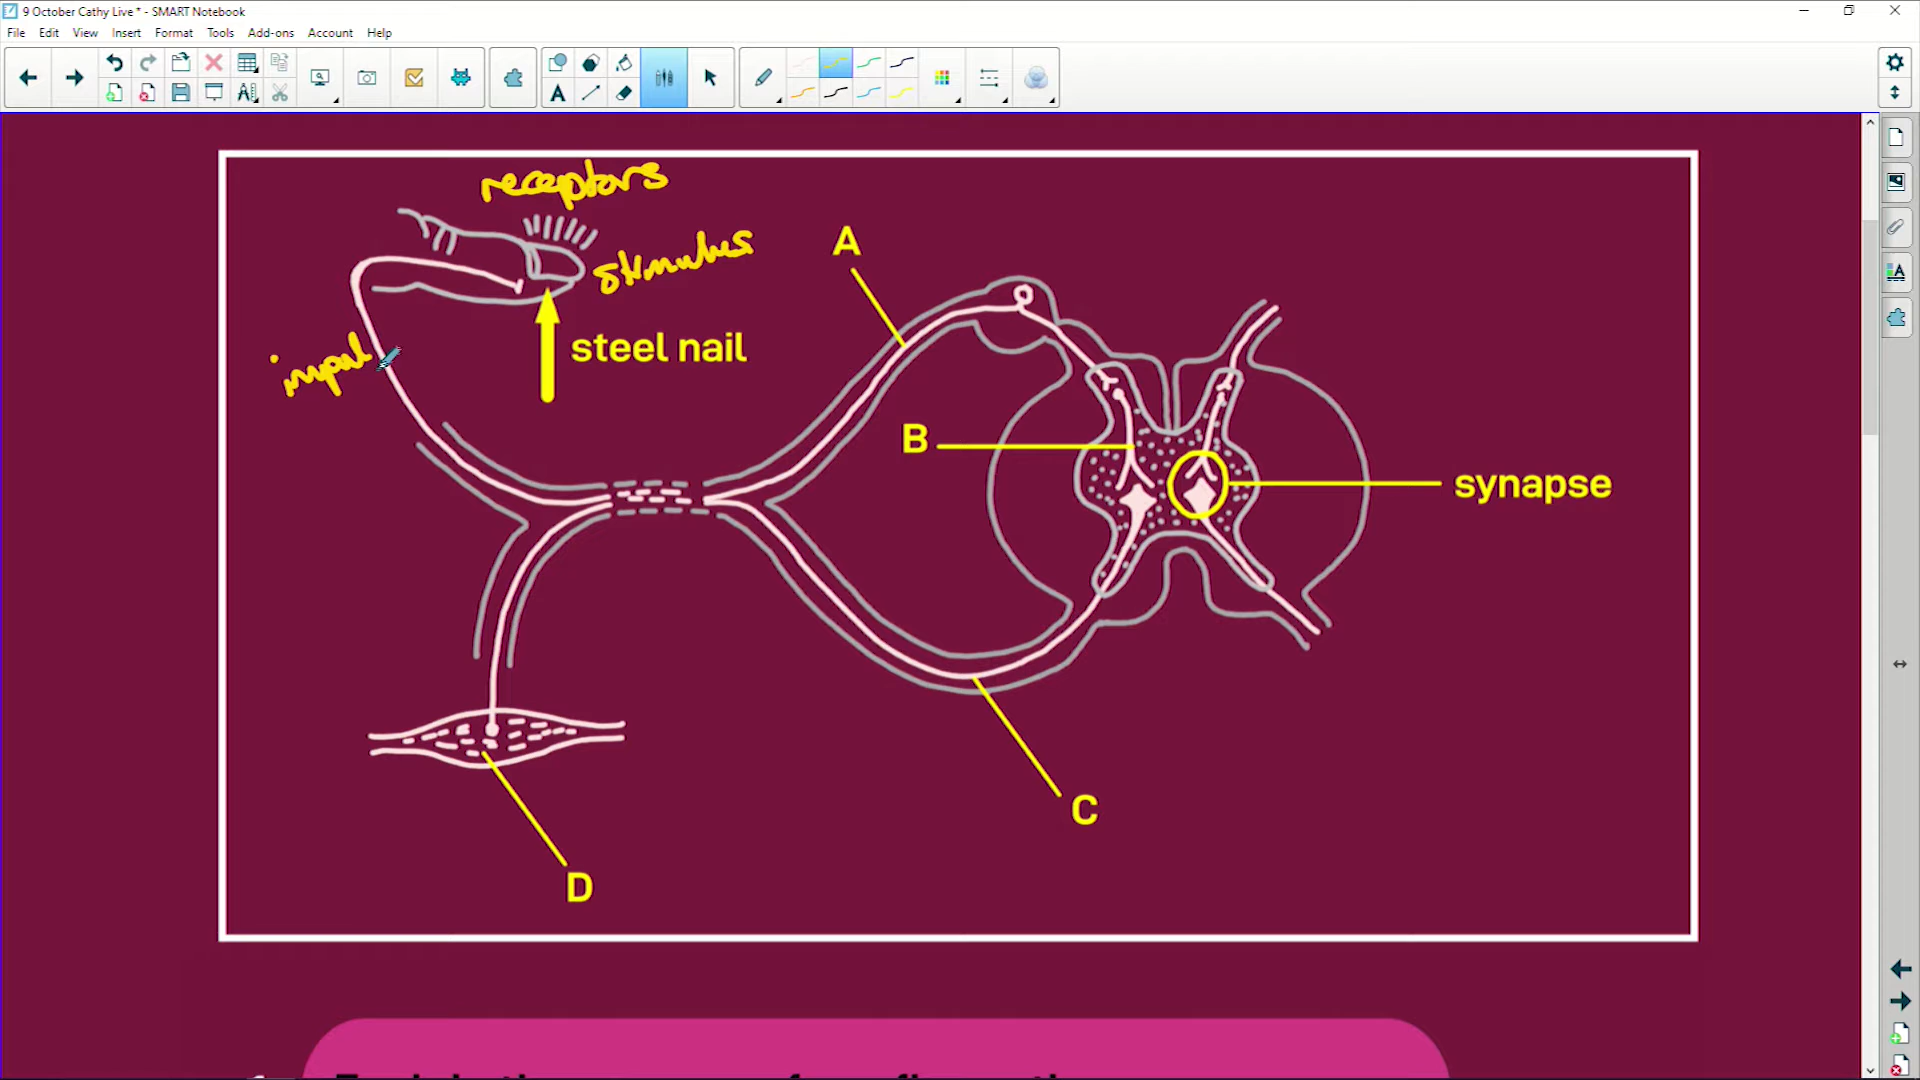 9 October Cathy Live * - SMART Notebook
File Edit View Insert Format Tools Add-ons Account Help
receptors
stimulus
A
steel nail
B
synapse
C
D